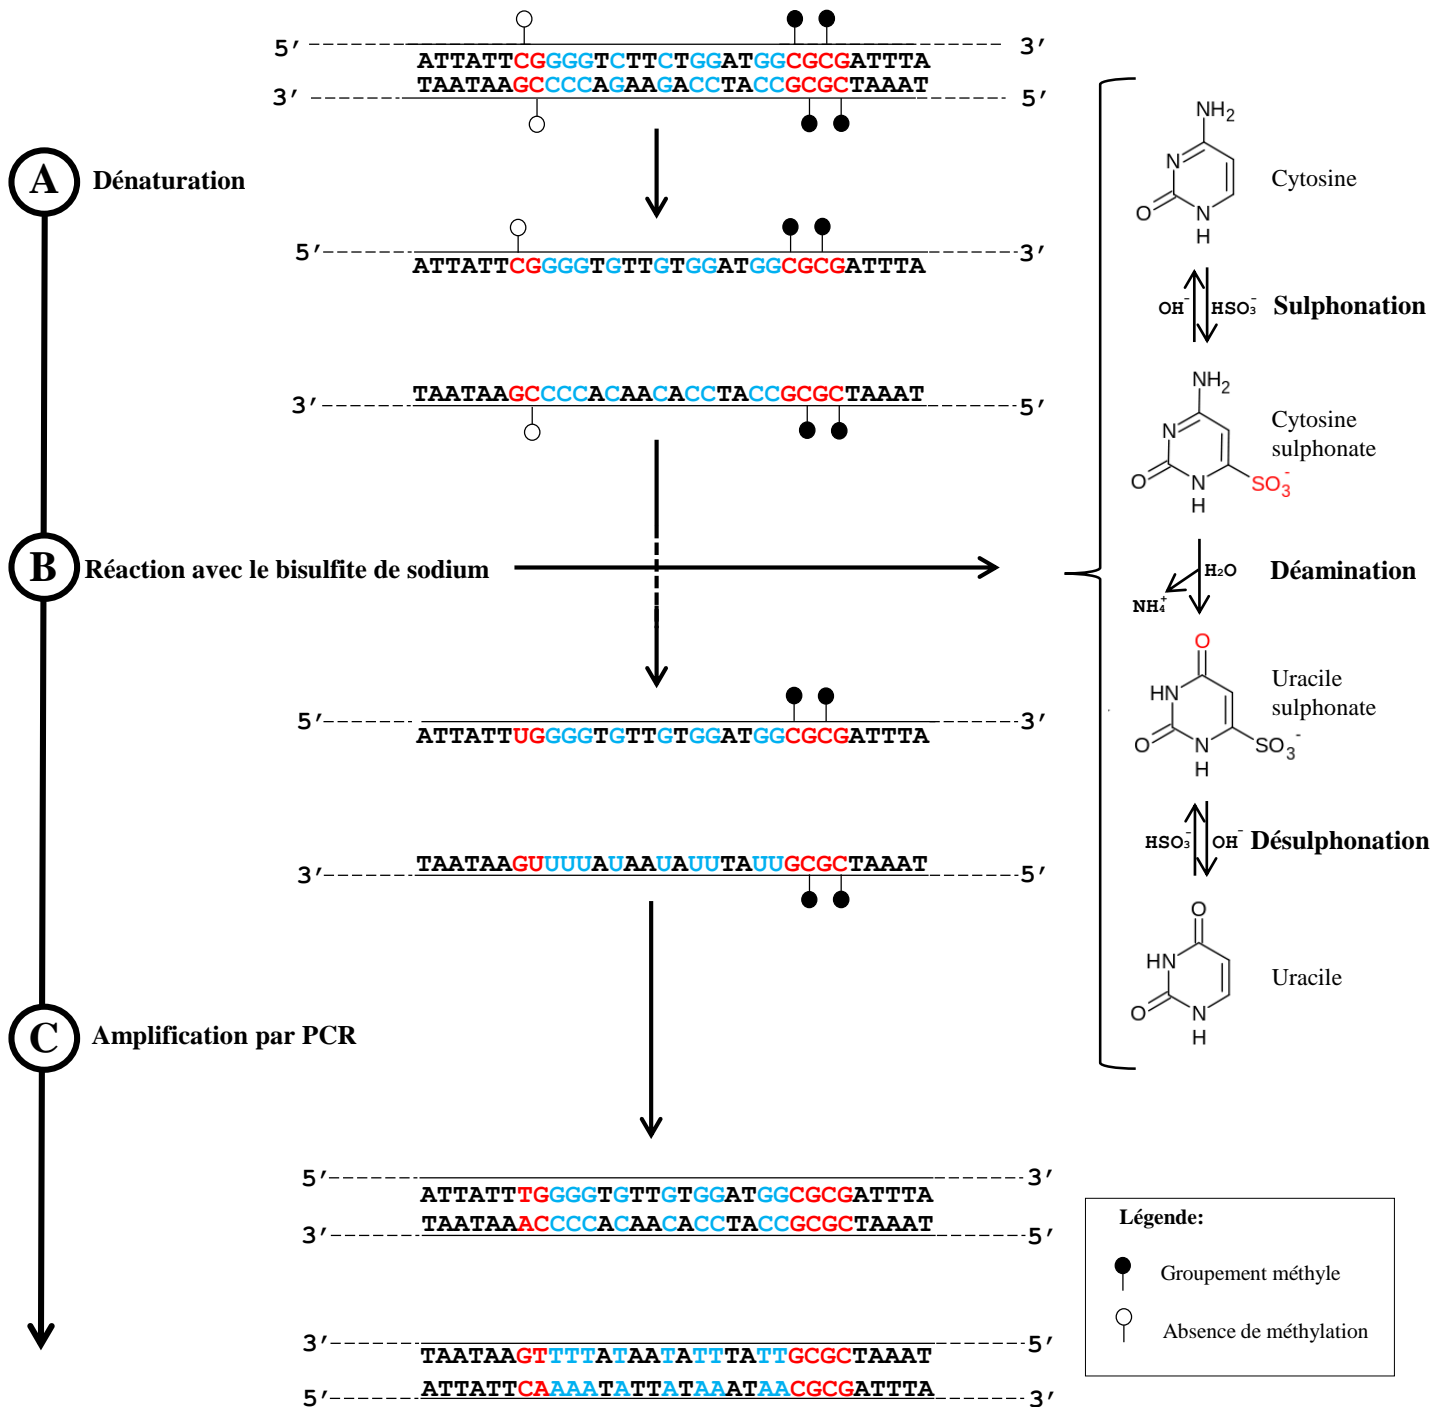 5′ 3′
ATTATTCGGGGTCTTCTGGATGGCGCGATTTA
TAATAAGCCCCAGAAGACCTACCGCGCTAAAT
3′ 5′
A Dénaturation
5′ 3′
ATTATTCGGGGTGTTGTGGATGGCGCGATTTA
TAATAAGCCCCACAACACCTACCGCGCTAAAT
3′ 5′
B Réaction avec le bisulfite de sodium
5′ 3′
ATTATTUGGGGTGTTGTGGATGGCGCGATTTA
TAATAAGUUUUAUAAUAUUTAUUGCGCTAAAT
3′ 5′
C Amplification par PCR
5′ 3′
ATTATTTGGGGTGTTGTGGATGGCGCGATTTA
TAATAAACCCCACAACACCTACCGCGCTAAAT
3′ 5′
3′ 5′
TAATAAGTTTTATAATATTTATTGCGCTAAAT
ATTATTCAAAATATTATAAATAACGCGATTTA
5′ 3′
NH2
N
O N
H
Cytosine
OH- HSO3- Sulphonation
NH2
N
O N SO3-
H
Cytosine
sulphonate
H2O Déamination
NH4+
O
HN
O N SO3-
H
Uracile
sulphonate
HSO3- OH- Désulphonation
O
HN
O N
H
Uracile
Légende:
Groupement méthyle
Absence de méthylation